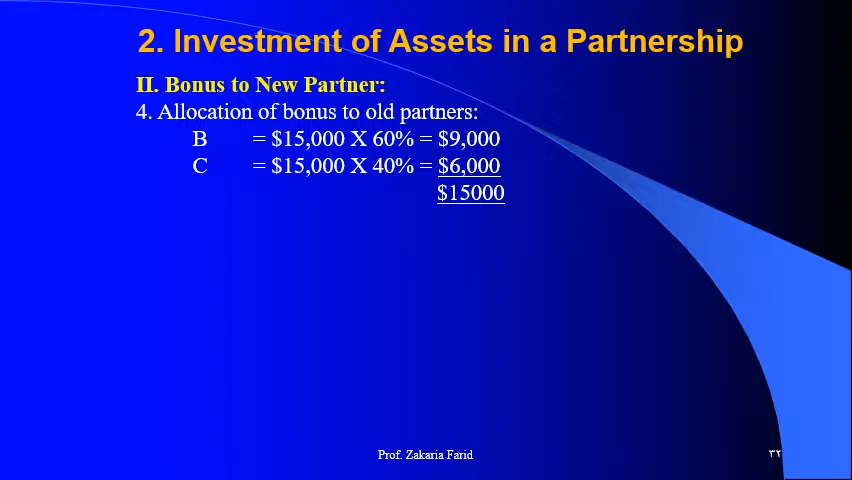 2. Investment of Assets in a Partnership
II. Bonus to New Partner:
4. Allocation of bonus to old partners:
B = $15,000 X 60% = $9,000
C = $15,000 X 40% = $6,000
$15000
Prof. Zakaria Farid
٣٢